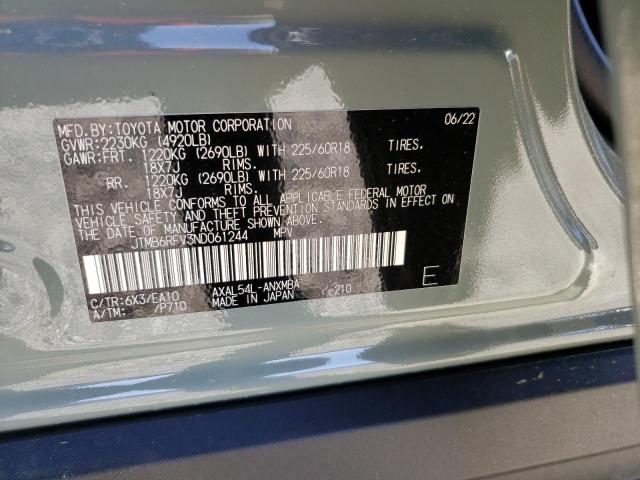 MFD. BY: TOYOTA MOTOR CORPORATION 06/22
GVWR: 2230KG (4920LB)
GAWR: FRT. 1220KG (2690LB) WITH 225/60R18 TIRES.
18X7J RIMS.
RR. 1220KG (2690LB) WITH 225/60R18 TIRES.
18X7J RIMS.
THIS VEHICLE CONFORMS TO ALL APPLICABLE FEDERAL MOTOR
VEHICLE SAFETY AND THEFT PREVENTION STANDARDS IN EFFECT ON
THE DATE OF MANUFACTURE SHOWN ABOVE.
JTMB6RFV3ND061244 MPV
C/TR: 6X3/EA10 AXAL54L-ANXMBA
A/TM: /P710 MADE IN JAPAN 210 E